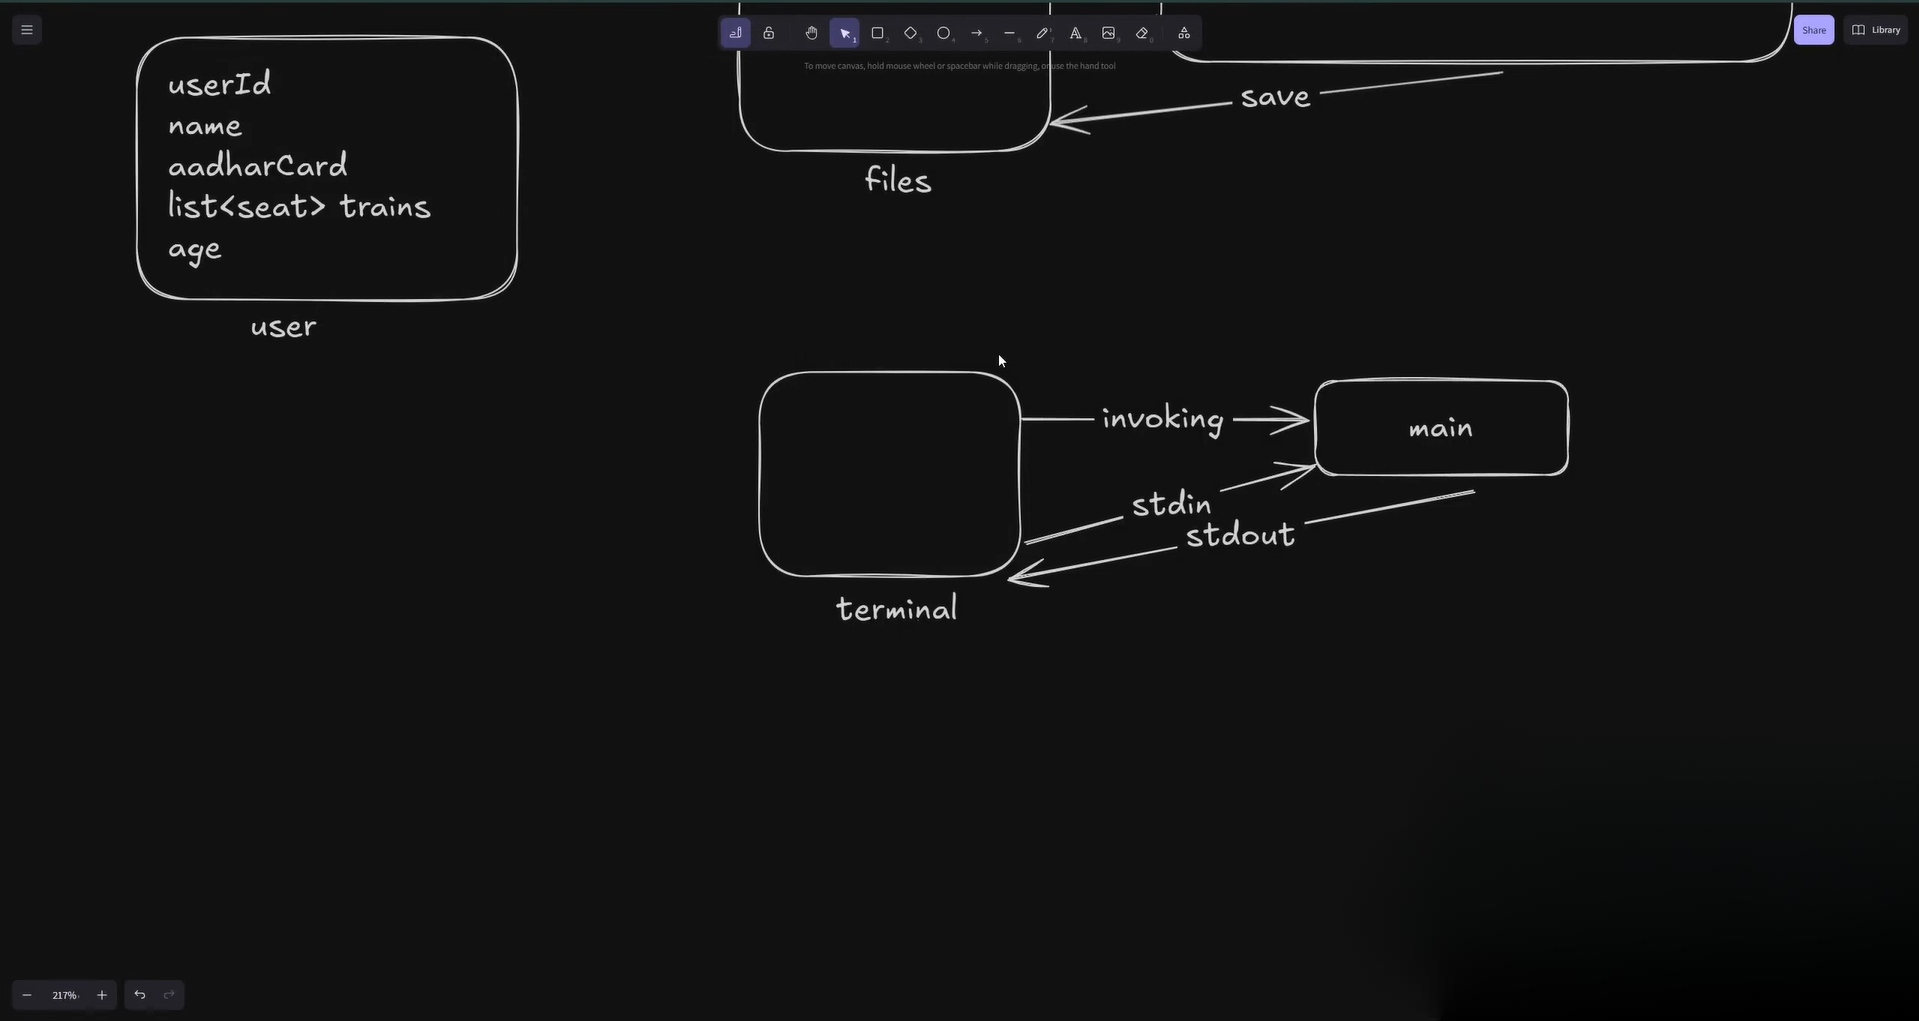 Share
Library
To move canvas, hold mouse wheel or spacebar while dragging, or use the hand tool
userId
name
aadharCard
list<seat> trains
age
user
save
files
invoking
main
stdin
stdout
terminal
217%